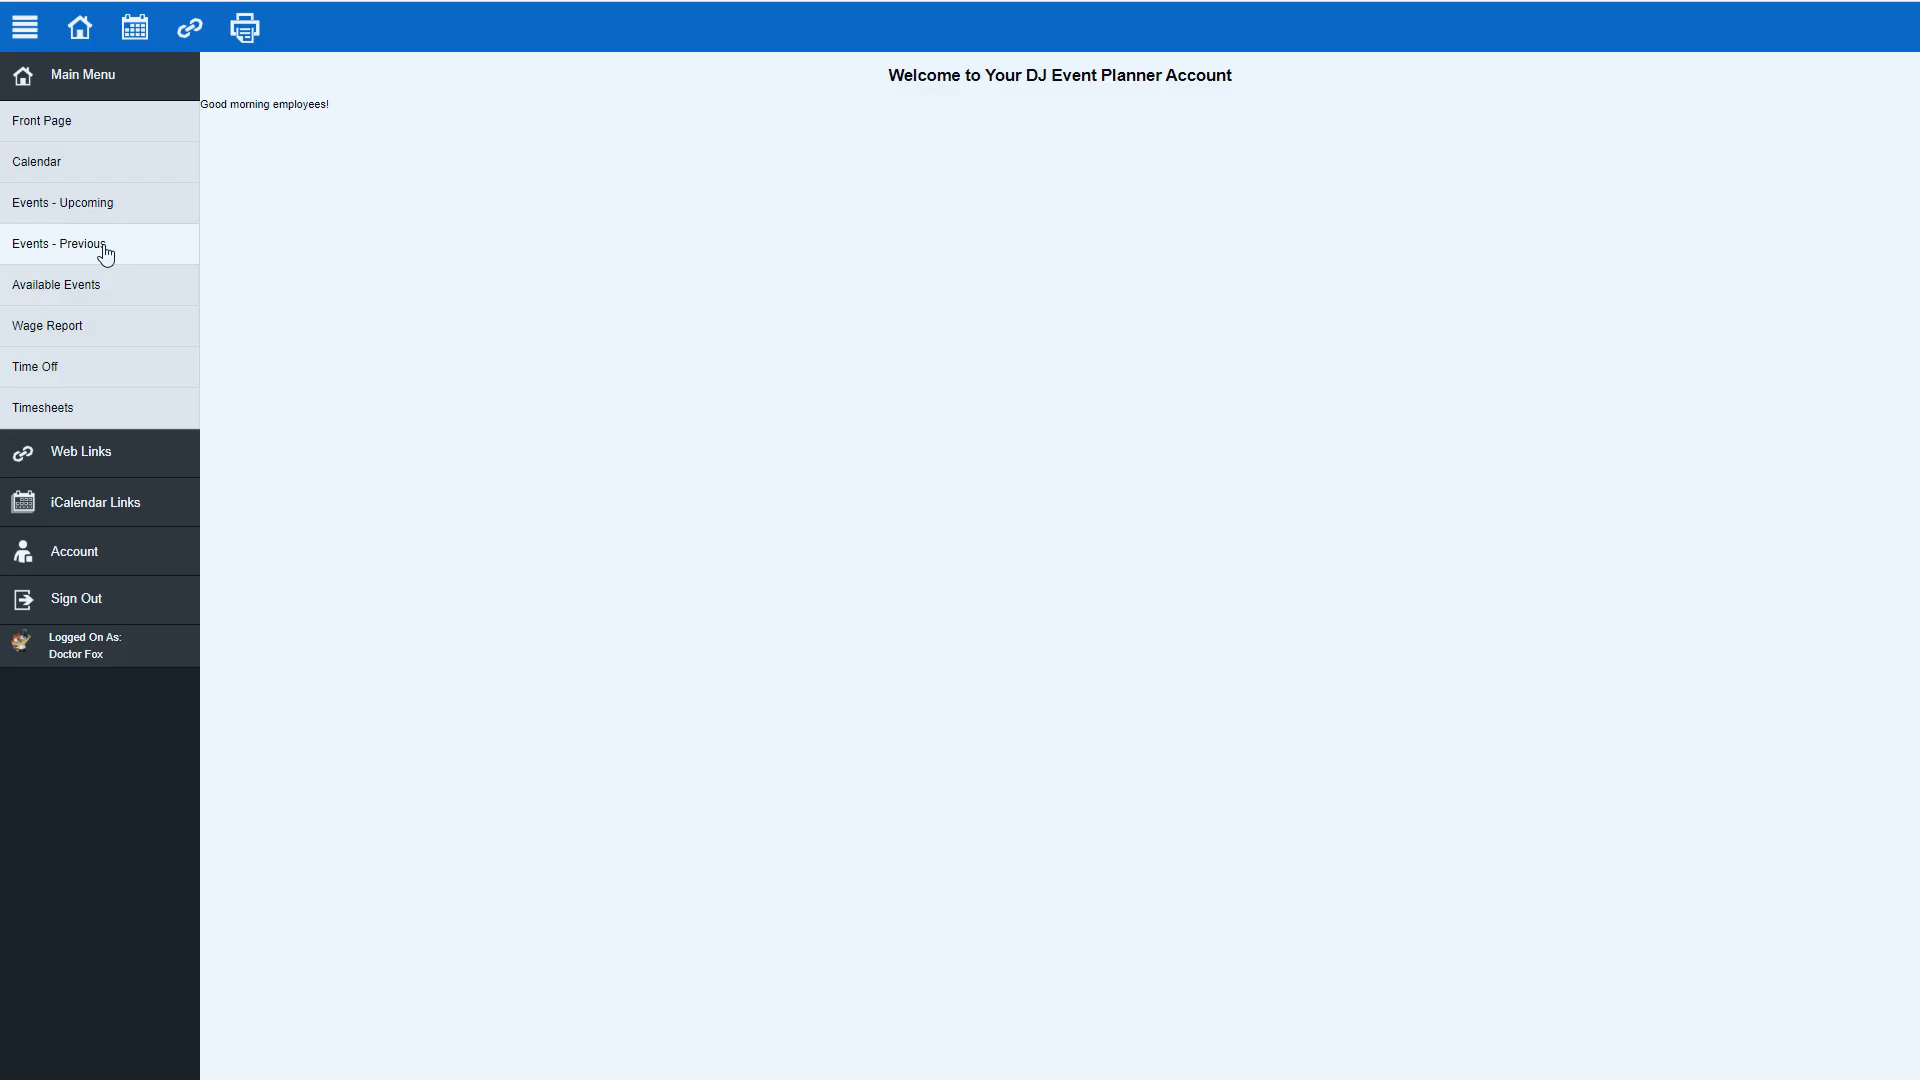 Main Menu
Welcome to Your DJ Event Planner Account
Good morning employees!
Front Page
Calendar
Events - Upcoming
Events - Previous
Available Events
Wage Report
Time Off
Timesheets
Web Links
iCalendar Links
Account
Sign Out
Logged On As:
Doctor Fox